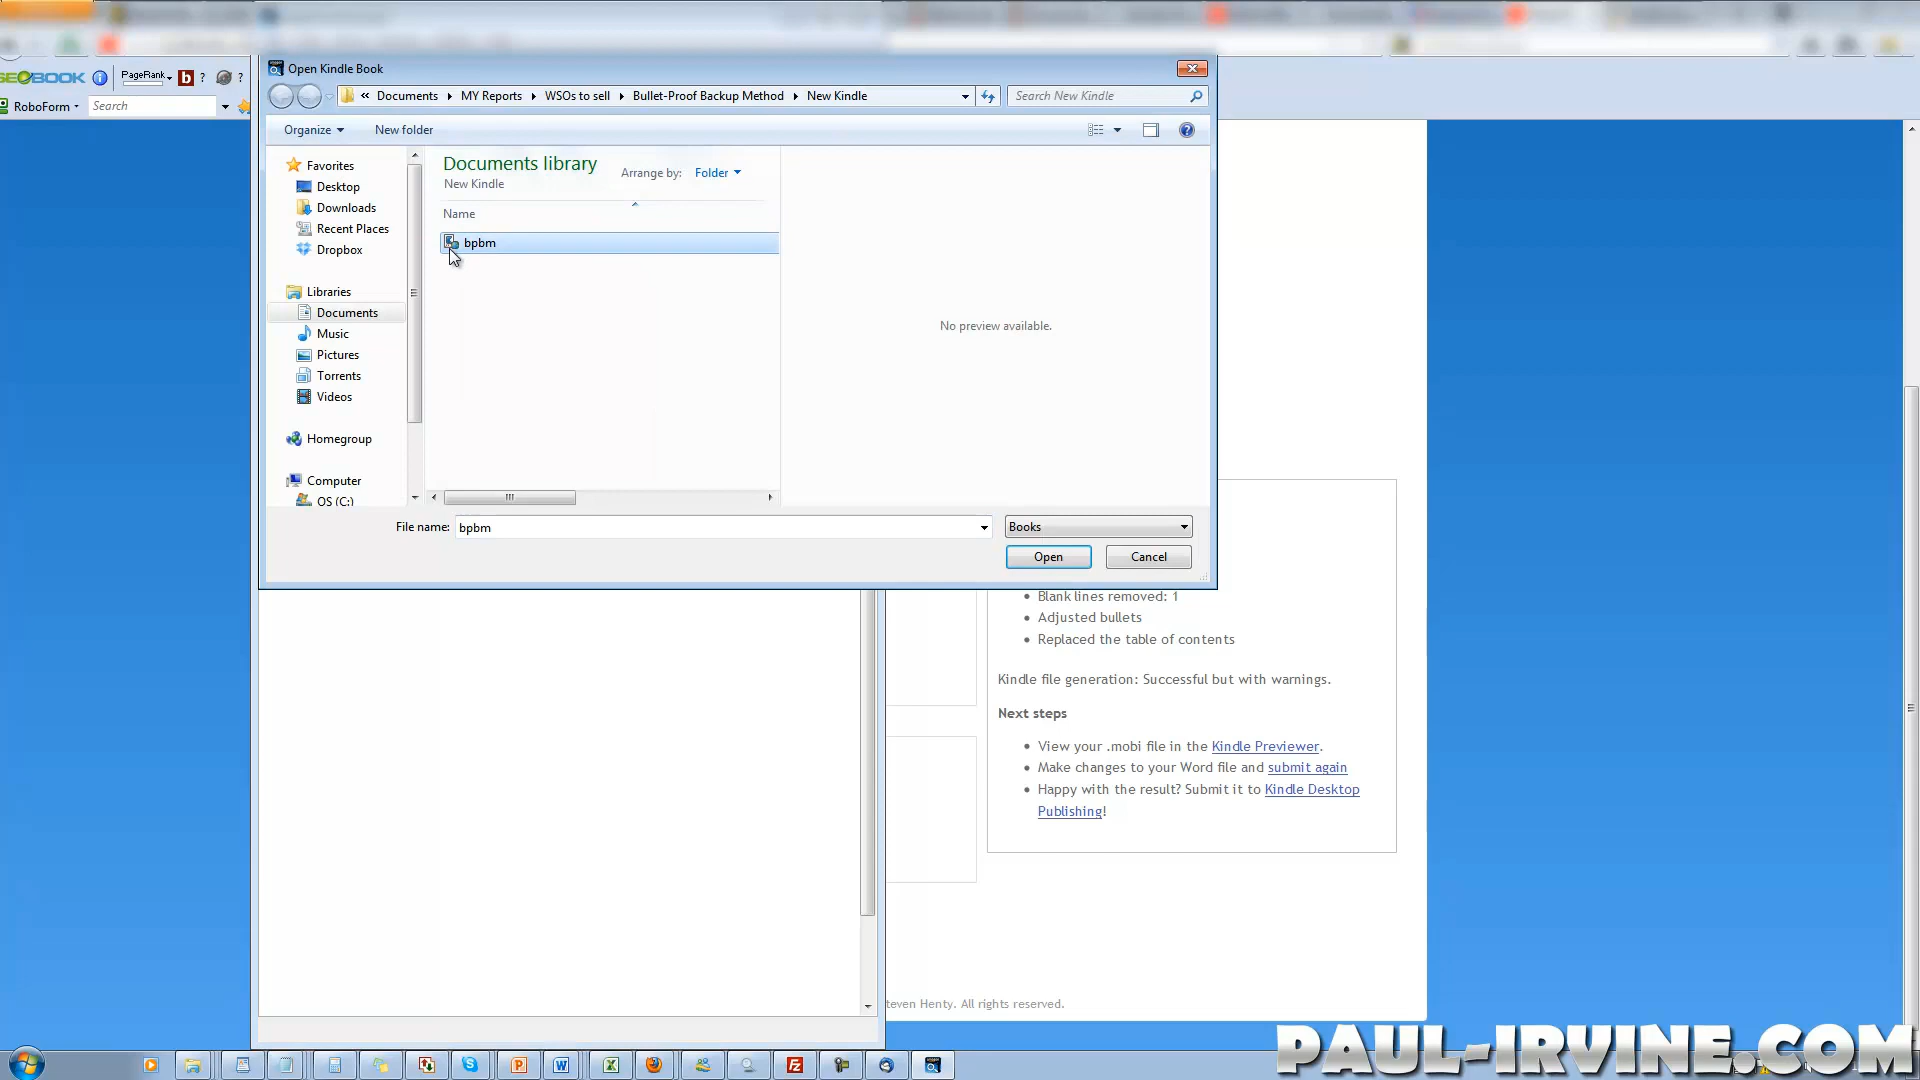 Open Kindle Book
« Documents MY Reports WSOs to sell Bullet-Proof Backup Method New Kindle
Search New Kindle
SEOBOOK PageRank b ? ?
RoboForm Search
Organize New folder
Favorites
Desktop
Downloads
Recent Places
Dropbox
Libraries
Documents
Music
Pictures
Torrents
Videos
Homegroup
Computer
OS (C:)
Documents library
New Kindle
Arrange by: Folder
Name
bpbm
No preview available.
File name: bpbm
Books
Open Cancel
Blank lines removed: 1
Adjusted bullets
Replaced the table of contents
Kindle file generation: Successful but with warnings.
Next steps
View your .mobi file in the Kindle Previewer.
Make changes to your Word file and submit again
Happy with the result? Submit it to Kindle Desktop
Publishing!
teven Henty. All rights reserved.
PAUL-IRVINE.COM